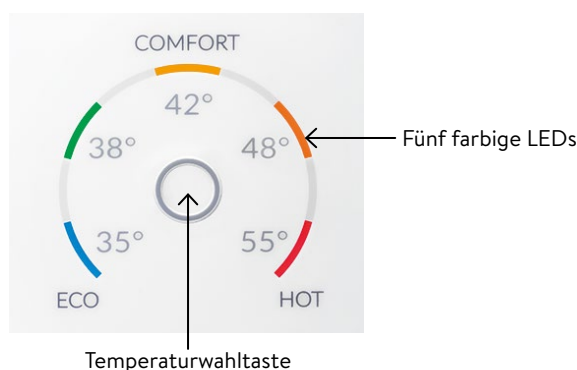 COMFORT
42°
38°
48°
Fünf farbige LEDs
35°
55°
ECO
HOT
Temperaturwahltaste